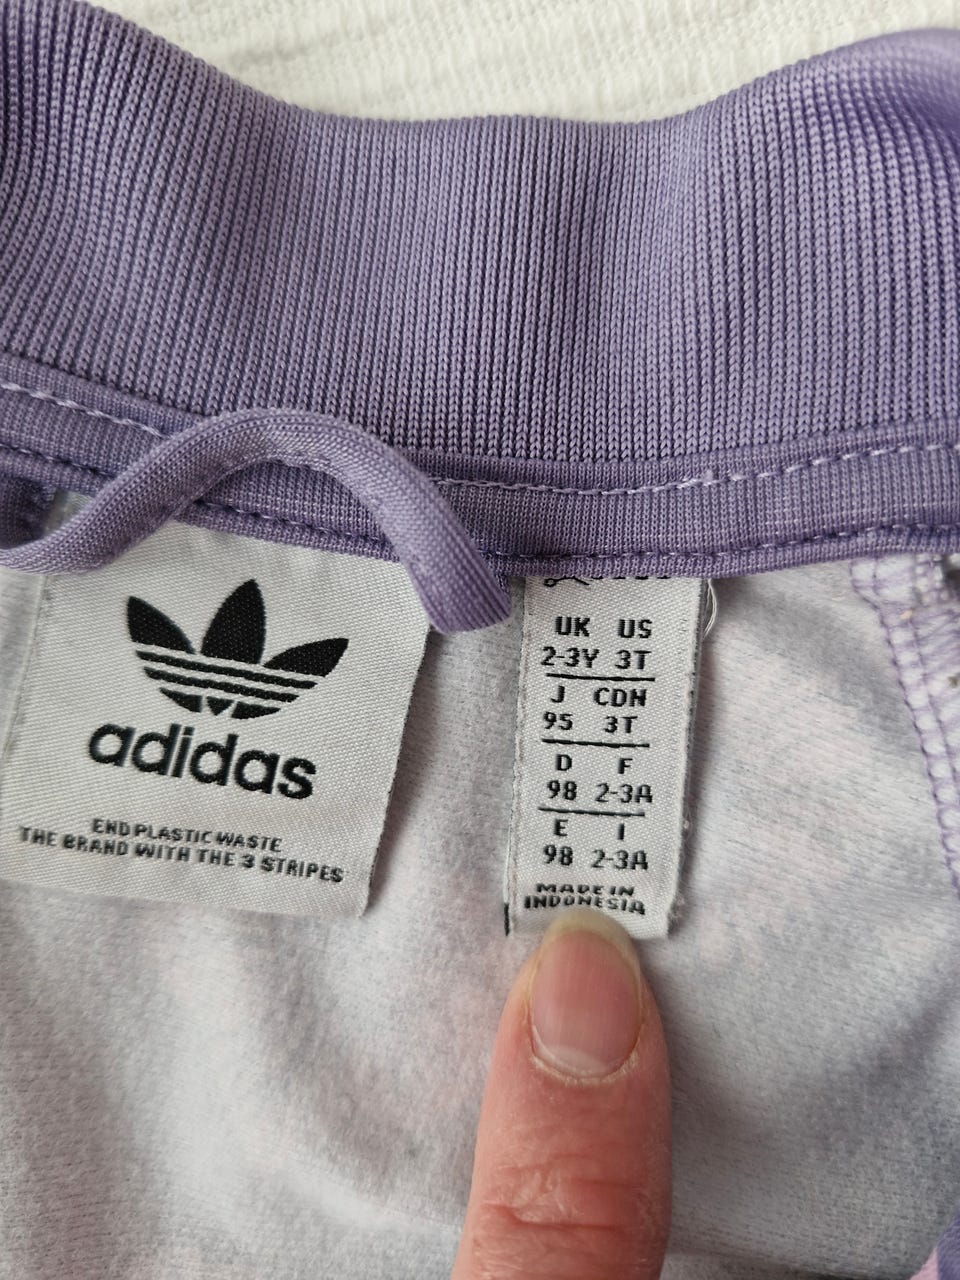 adidas
END PLASTIC WASTE
THE BRAND WITH THE 3 STRIPES
UK US
2-3Y 3T
J CDN
95 3T
D F
98 2-3A
E I
98 2-3A
MADE IN
INDONESIA